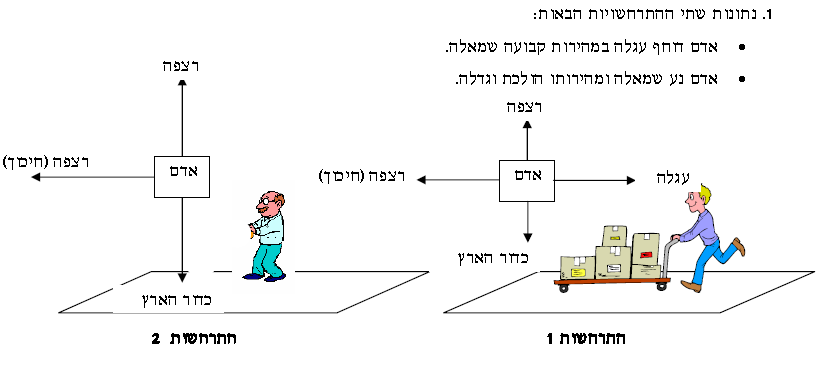 1. נתונות שתי ההתרחשויות הבאות:
• אדם דוחף עגלה במהירות קבועה שמאלה.
• אדם נע שמאלה ומהירותו הולכת וגדלה.
רצפה
עגלה
אדם
רצפה (חיכוך)
כדור הארץ
התרחשות 1
רצפה
אדם
רצפה (חיכוך)
כדור הארץ
התרחשות 2